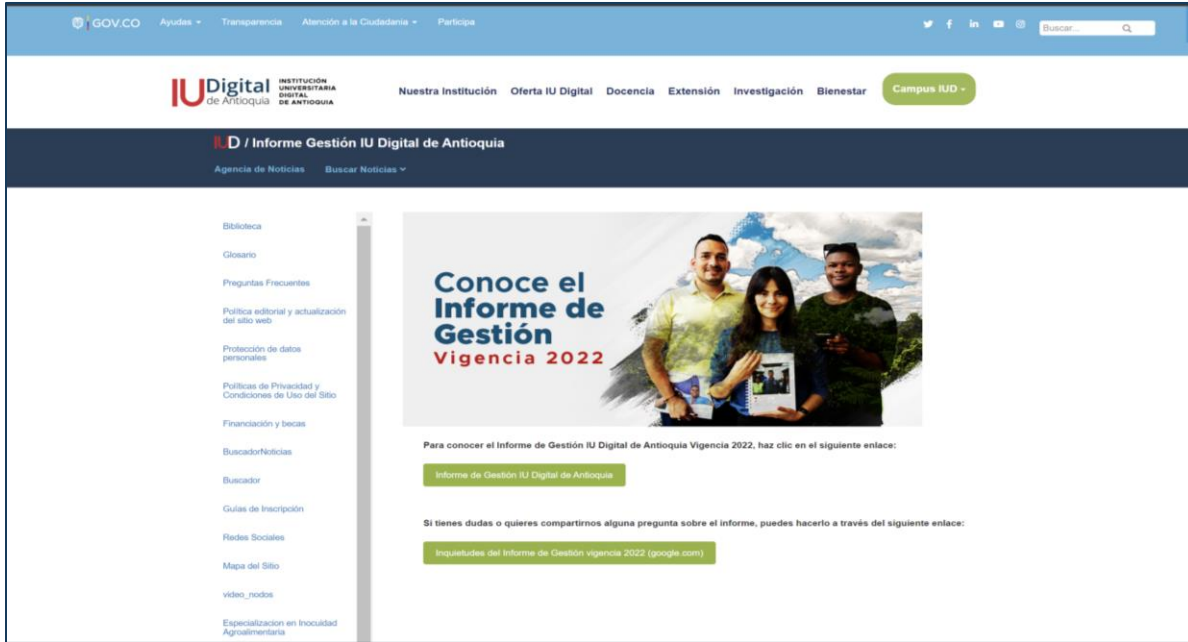 GOV.CO
Ayudas
Transparencia
Atención a la Ciudadanía
Participa
Buscar...
IUDigital
de Antioquia
INSTITUCIÓN
UNIVERSITARIA
DIGITAL
DE ANTIOQUIA
Nuestra Institución
Oferta IU Digital
Docencia
Extensión
Investigación
Bienestar
Campus IUD
IUD / Informe Gestión IU Digital de Antioquia
Agencia de Noticias
Buscar Noticias
Biblioteca
Glosario
Preguntas Frecuentes
Política editorial y actualización
del sitio web
Protección de datos
personales
Políticas de Privacidad y
Condiciones de Uso del Sitio
Financiación y becas
BuscadorNoticias
Buscador
Guías de Inscripción
Redes Sociales
Mapa del Sitio
video_nodos
Especializacion en Inocuidad
Agroalimentaria
Conoce el
Informe de
Gestión
Vigencia 2022
Para conocer el Informe de Gestión IU Digital de Antioquia Vigencia 2022, haz clic en el siguiente enlace:
Informe de Gestión IU Digital de Antioquia
Si tienes dudas o quieres compartirnos alguna pregunta sobre el informe, puedes hacerlo a través del siguiente enlace:
Inquietudes del Informe de Gestión vigencia 2022 (google.com)